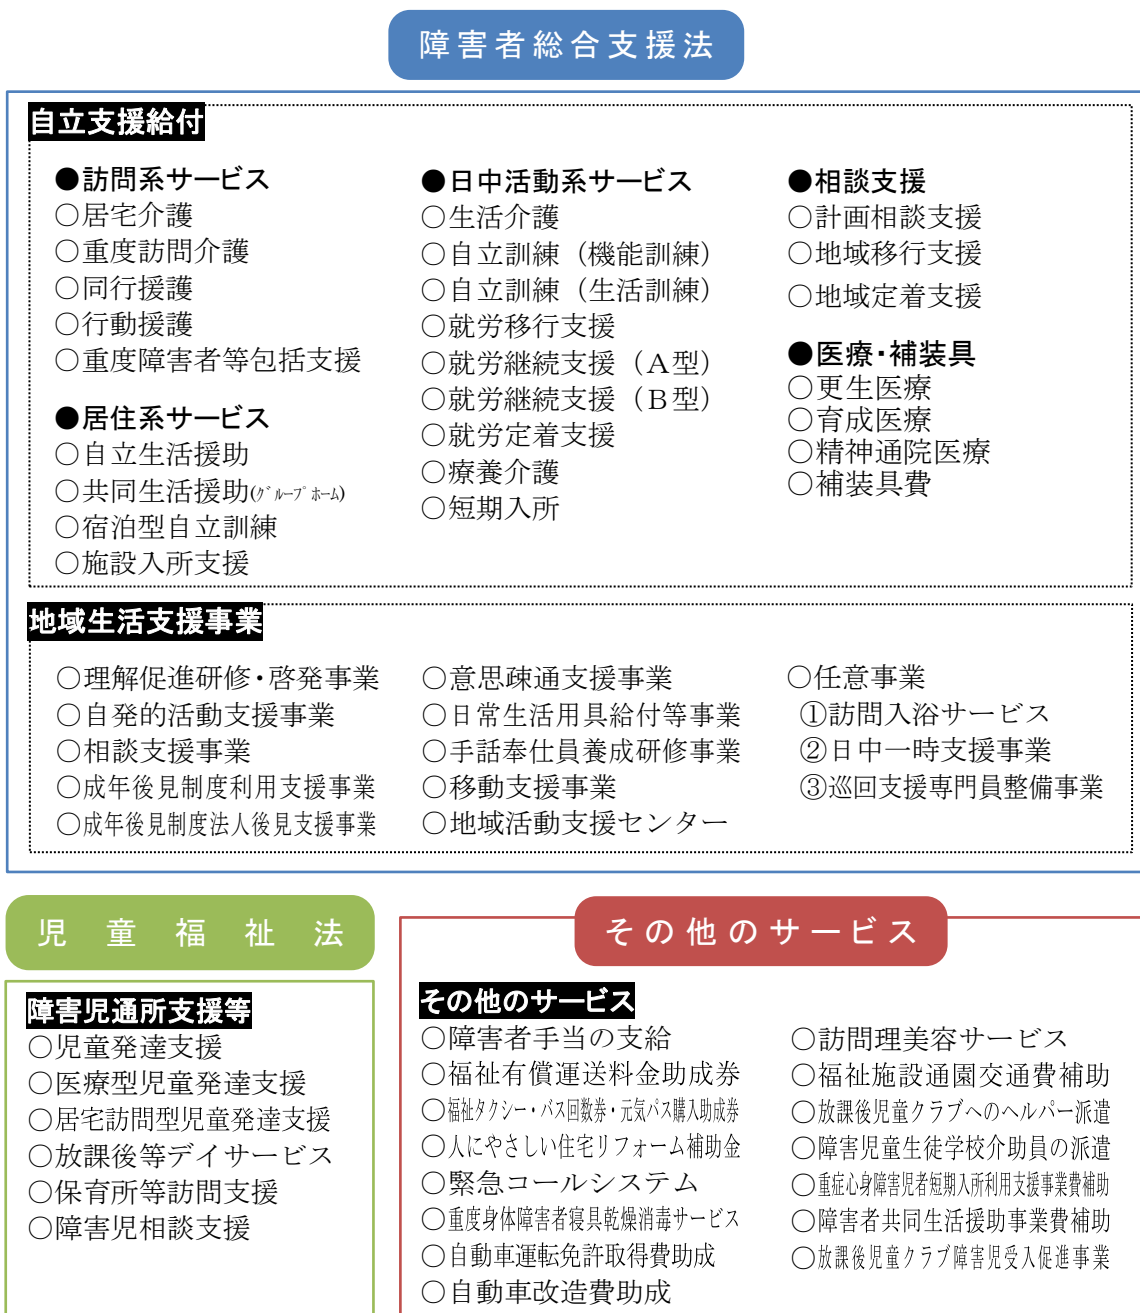 障害者総合支援法
自立支援給付
●訪問系サービス
○居宅介護
○重度訪問介護
○同行援護
○行動援護
○重度障害者等包括支援
●居住系サービス
○自立生活援助
○共同生活援助(ｸﾞﾙｰﾌﾟﾎｰﾑ)
○宿泊型自立訓練
○施設入所支援
●日中活動系サービス
○生活介護
○自立訓練（機能訓練）
○自立訓練（生活訓練）
○就労移行支援
○就労継続支援（Ａ型）
○就労継続支援（Ｂ型）
○就労定着支援
○療養介護
○短期入所
●相談支援
○計画相談支援
○地域移行支援
○地域定着支援
●医療・補装具
○更生医療
○育成医療
○精神通院医療
○補装具費
地域生活支援事業
○理解促進研修・啓発事業
○自発的活動支援事業
○相談支援事業
○成年後見制度利用支援事業
○成年後見制度法人後見支援事業
○意思疎通支援事業
○日常生活用具給付等事業
○手話奉仕員養成研修事業
○移動支援事業
○地域活動支援センター
○任意事業
①訪問入浴サービス
②日中一時支援事業
③巡回支援専門員整備事業
児童福祉法
障害児通所支援等
○児童発達支援
○医療型児童発達支援
○居宅訪問型児童発達支援
○放課後等デイサービス
○保育所等訪問支援
○障害児相談支援
その他のサービス
その他のサービス
○障害者手当の支給
○福祉有償運送料金助成券
○福祉タクシー・バス回数券・元気パス購入助成券
○人にやさしい住宅リフォーム補助金
○緊急コールシステム
○重度身体障害者寝具乾燥消毒サービス
○自動車運転免許取得費助成
○自動車改造費助成
○訪問理美容サービス
○福祉施設通園交通費補助
○放課後児童クラブへのヘルパー派遣
○障害児童生徒学校介助員の派遣
○重症心身障害児者短期入所利用支援事業費補助
○障害者共同生活援助事業費補助
○放課後児童クラブ障害児受入促進事業